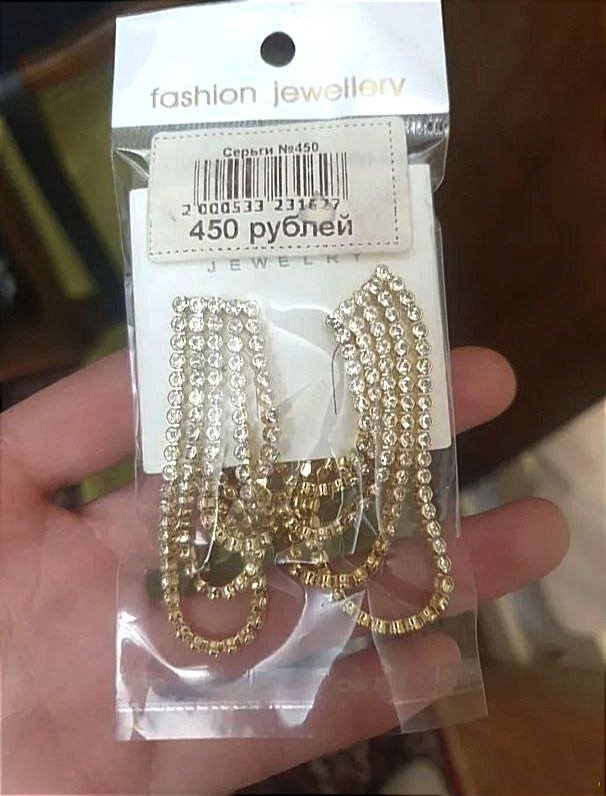 fashion jewellery
Серьги №450
2 000533 231627
450 рублей
JEWELRY